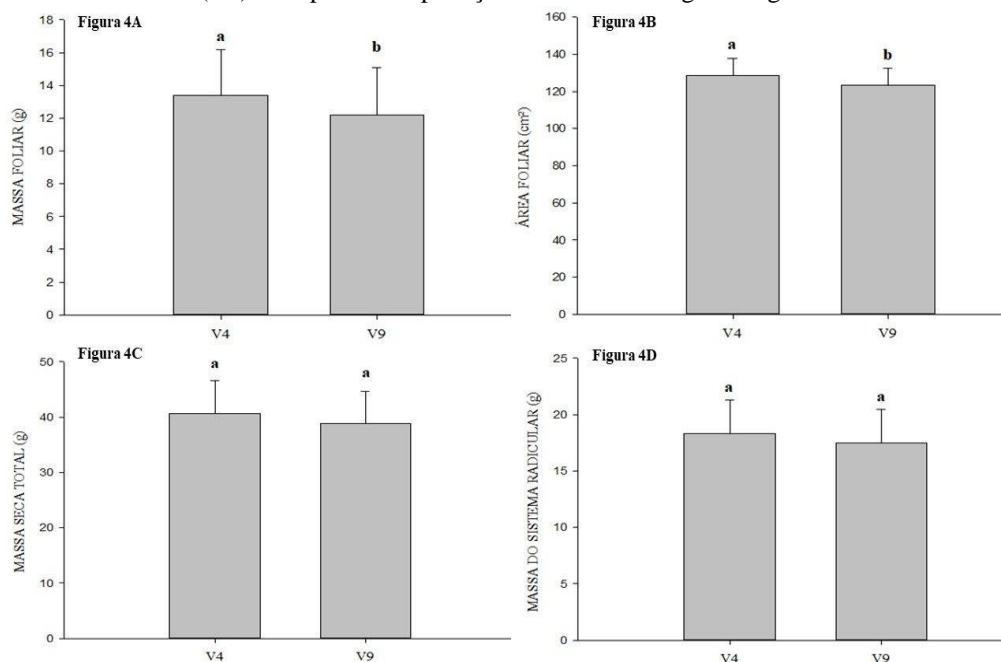 Figura 4A
MASSA FOLIAR (g)
18
16
14
12
10
8
6
4
2
0
a
b
V4
V9
Figura 4B
ÁREA FOLIAR (cm²)
160
140
120
100
80
60
40
20
0
a
b
V4
V9
Figura 4C
MASSA SECA TOTAL (g)
50
40
30
20
10
0
a
a
V4
V9
Figura 4D
MASSA DO SISTEMA RADICULAR (g)
25
20
15
10
5
0
a
a
V4
V9